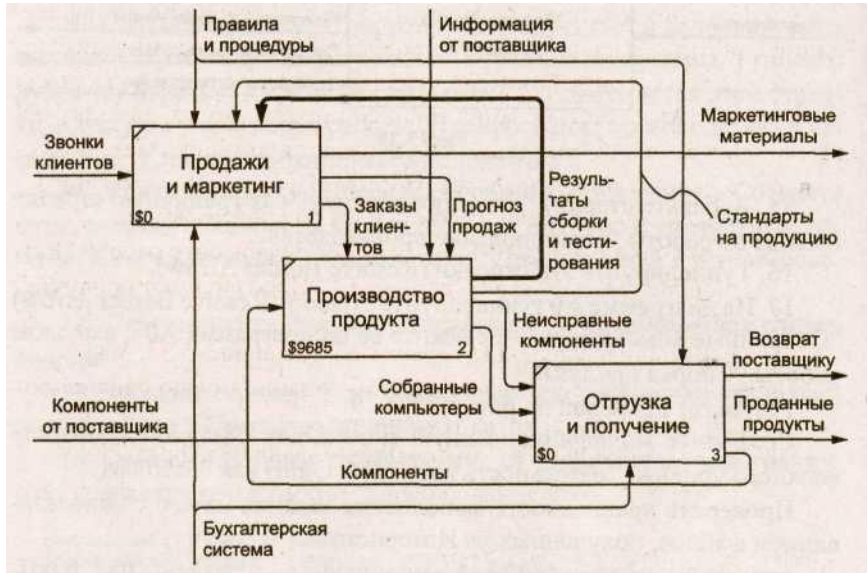 Правила
и процедуры
Информация
от поставщика
Маркетинговые
материалы
Звонки
клиентов
Продажи
и маркетинг
$0
1
Заказы
клиен-
тов
Прогноз
продаж
Резуль-
таты
сборки
и тести-
рования
Стандарты
на продукцию
Производство
продукта
$9685
2
Неисправные
компоненты
Возврат
поставщику
Собранные
компьютеры
Компоненты
от поставщика
Отгрузка
и получение
$0
3
Проданные
продукты
Компоненты
Бухгалтерская
система